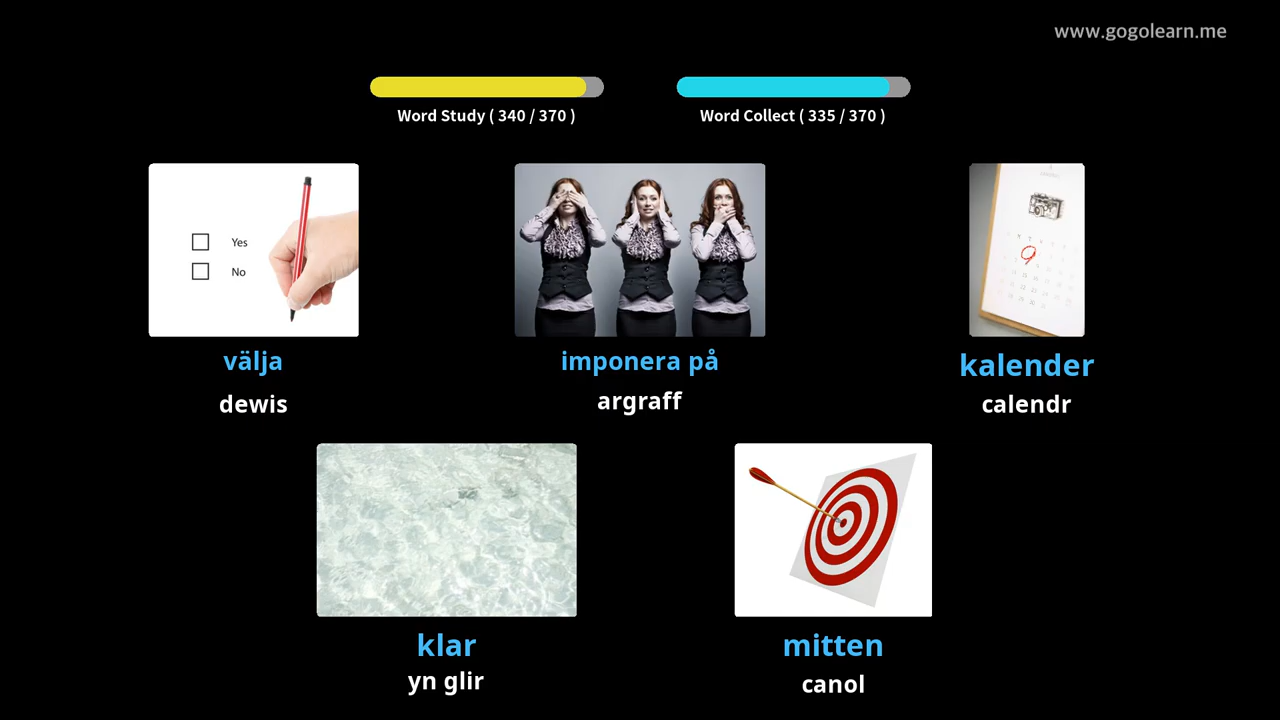 www.gogolearn.me
Word Study ( 340 / 370 )
Word Collect ( 335 / 370 )
Yes
No
välja
dewis
imponera på
argraff
kalender
calendr
klar
yn glir
mitten
canol